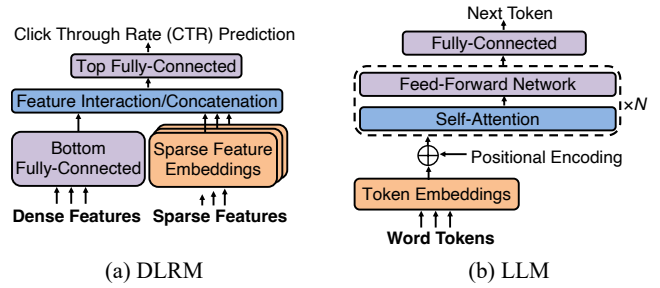 Click Through Rate (CTR) Prediction
Top Fully-Connected
Feature Interaction/Concatenation
Bottom
Fully-Connected
Sparse Feature
Embeddings
Dense Features
Sparse Features
(a) DLRM
Next Token
Fully-Connected
Feed-Forward Network
Self-Attention
×N
Positional Encoding
Token Embeddings
Word Tokens
(b) LLM